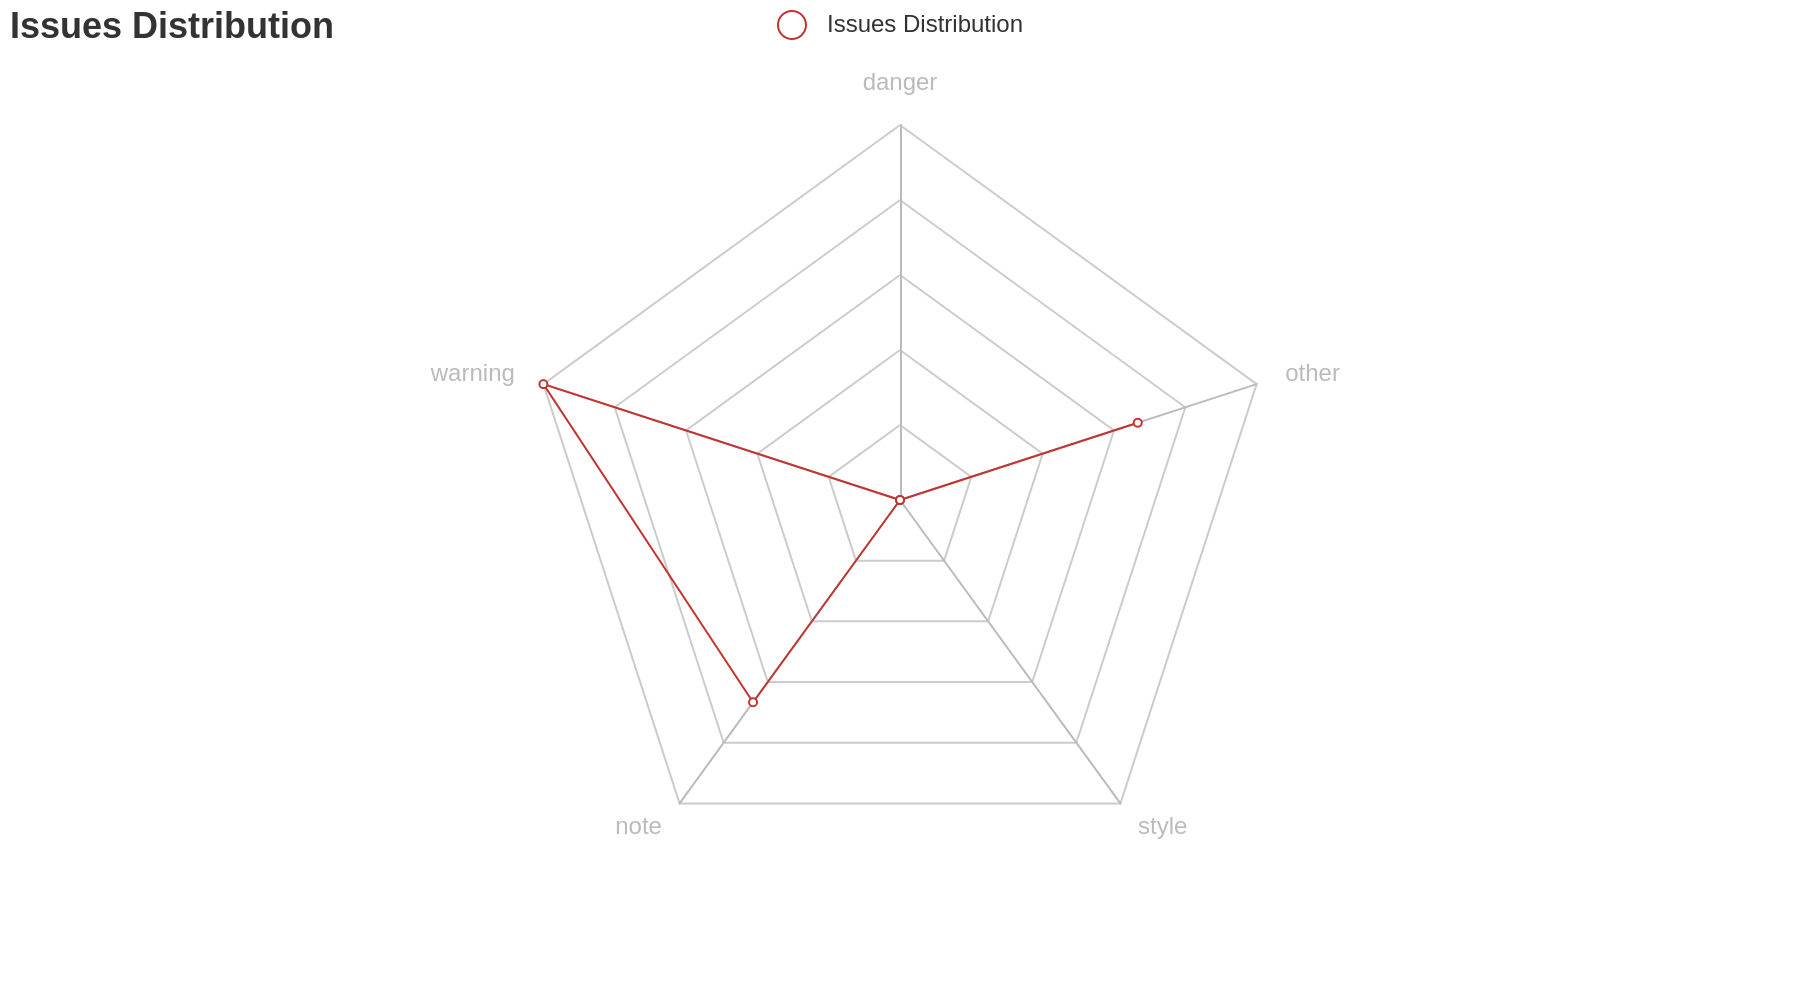 Issues Distribution
Issues Distribution
danger
warning
other
note
style